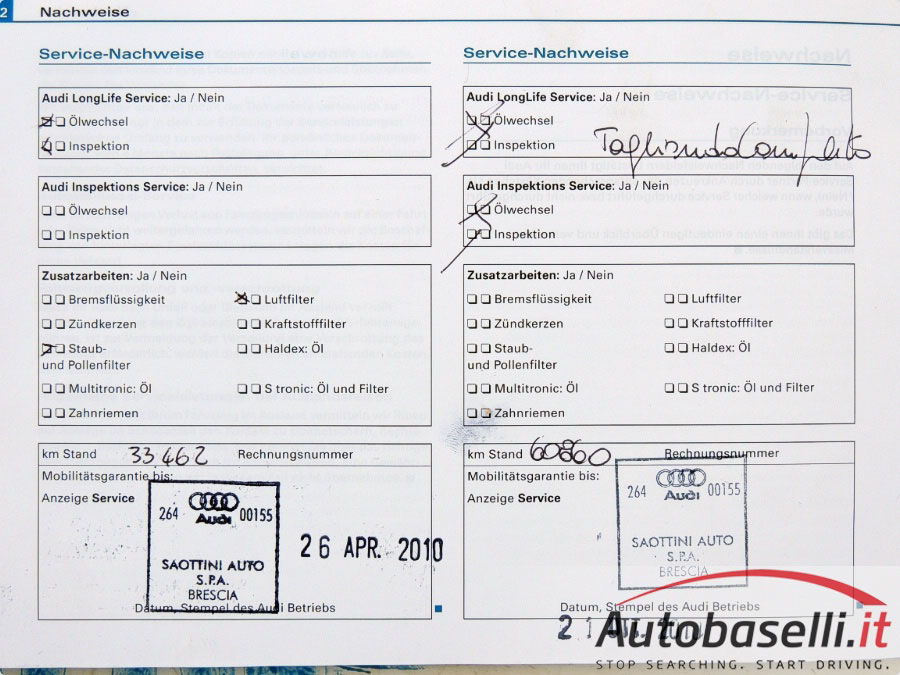 2 Nachweise
Service-Nachweise
Audi LongLife Service: Ja / Nein
Ölwechsel
Inspektion
Audi Inspektions Service: Ja / Nein
Ölwechsel
Inspektion
Zusatzarbeiten: Ja / Nein
Bremsflüssigkeit Luftfilter
Zündkerzen Kraftstofffilter
Staub- Haldex: Öl
und Pollenfilter
Multitronic: Öl S tronic: Öl und Filter
Zahnriemen
km Stand 33.462 Rechnungsnummer
Mobilitätsgarantie bis:
Anzeige Service
Audi
264 00155
SAOTTINI AUTO
S.P.A.
BRESCIA
26 APR. 2010
Datum, Stempel des Audi Betriebs
Service-Nachweise
Audi LongLife Service: Ja / Nein
Ölwechsel
Inspektion
Tagliando Completo
Audi Inspektions Service: Ja / Nein
Ölwechsel
Inspektion
Zusatzarbeiten: Ja / Nein
Bremsflüssigkeit Luftfilter
Zündkerzen Kraftstofffilter
Staub- Haldex: Öl
und Pollenfilter
Multitronic: Öl S tronic: Öl und Filter
Zahnriemen
km Stand 60860 Rechnungsnummer
Mobilitätsgarantie bis:
Anzeige Service
Audi
264 00155
SAOTTINI AUTO
S.P.A.
BRESCIA
Datum, Stempel des Audi Betriebs
Autobaselli.it
STOP SEARCHING. START DRIVING.